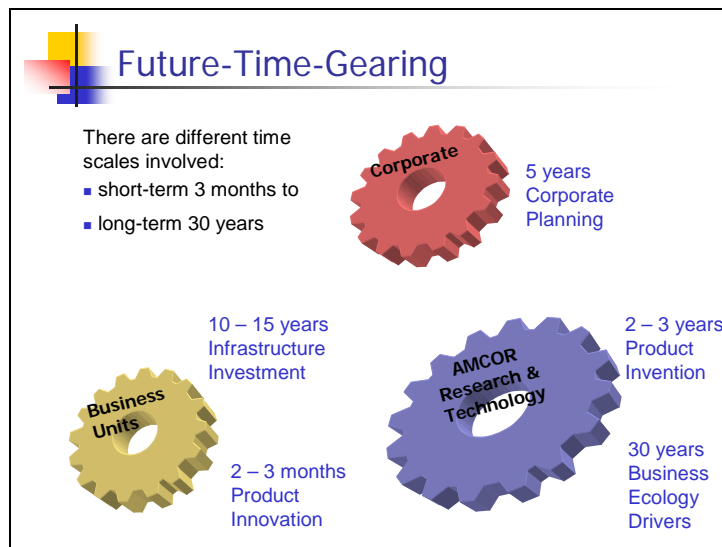 Future-Time-Gearing
There are different time
scales involved:
■ short-term 3 months to
■ long-term 30 years
Corporate
5 years
Corporate
Planning
10 – 15 years
Infrastructure
Investment
Business
Units
2 – 3 months
Product
Innovation
AMCOR
Research &
Technology
2 – 3 years
Product
Invention
30 years
Business
Ecology
Drivers